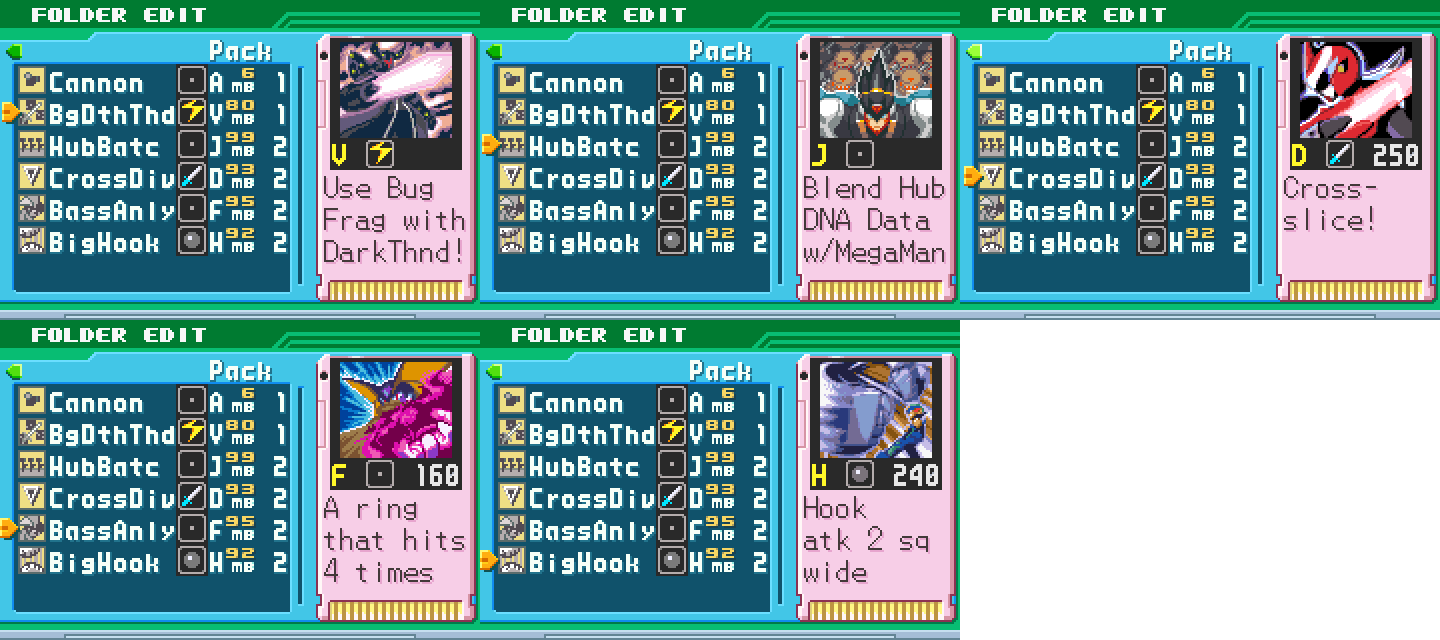 FOLDER EDIT
Pack
Cannon A 6 MB 1
BgDthThd V 80 MB 1
HubBatc J 99 MB 2
CrossDiv D 93 MB 2
BassAnly F 95 MB 2
BigHook H 92 MB 2
V
Use Bug
Frag with
DarkThnd!
FOLDER EDIT
Pack
Cannon A 6 MB 1
BgDthThd V 80 MB 1
HubBatc J 99 MB 2
CrossDiv D 93 MB 2
BassAnly F 95 MB 2
BigHook H 92 MB 2
J
Blend Hub
DNA Data
w/MegaMan
FOLDER EDIT
Pack
Cannon A 6 MB 1
BgDthThd V 80 MB 1
HubBatc J 99 MB 2
CrossDiv D 93 MB 2
BassAnly F 95 MB 2
BigHook H 92 MB 2
D 250
Cross-
slice!
FOLDER EDIT
Pack
Cannon A 6 MB 1
BgDthThd V 80 MB 1
HubBatc J 99 MB 2
CrossDiv D 93 MB 2
BassAnly F 95 MB 2
BigHook H 92 MB 2
F 160
A ring
that hits
4 times
FOLDER EDIT
Pack
Cannon A 6 MB 1
BgDthThd V 80 MB 1
HubBatc J 99 MB 2
CrossDiv D 93 MB 2
BassAnly F 95 MB 2
BigHook H 92 MB 2
H 240
Hook
atk 2 sq
wide